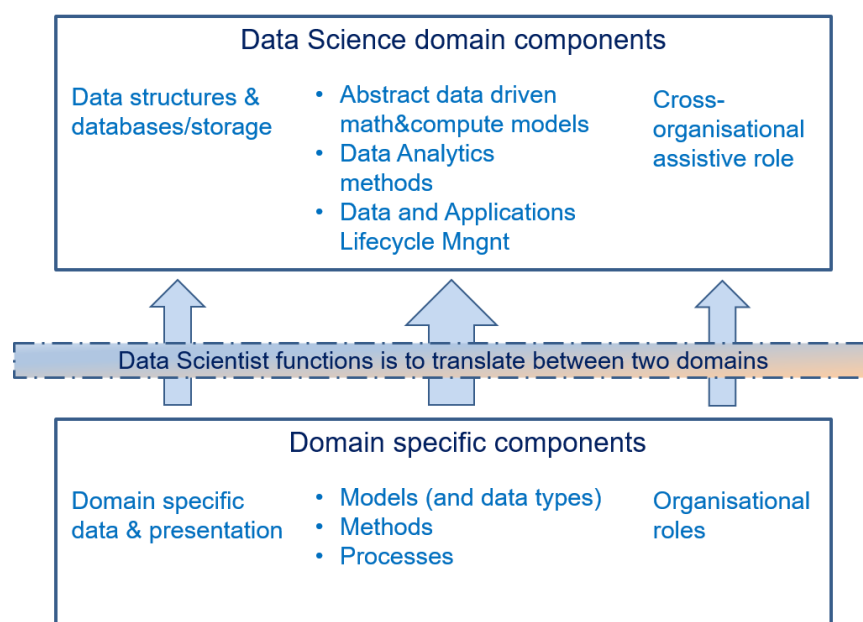 Data Science domain components
Data structures &
databases/storage
• Abstract data driven
math&compute models
• Data Analytics
methods
• Data and Applications
Lifecycle Mngnt
Cross-
organisational
assistive role
Data Scientist functions is to translate between two domains
Domain specific components
Domain specific
data & presentation
• Models (and data types)
• Methods
• Processes
Organisational
roles